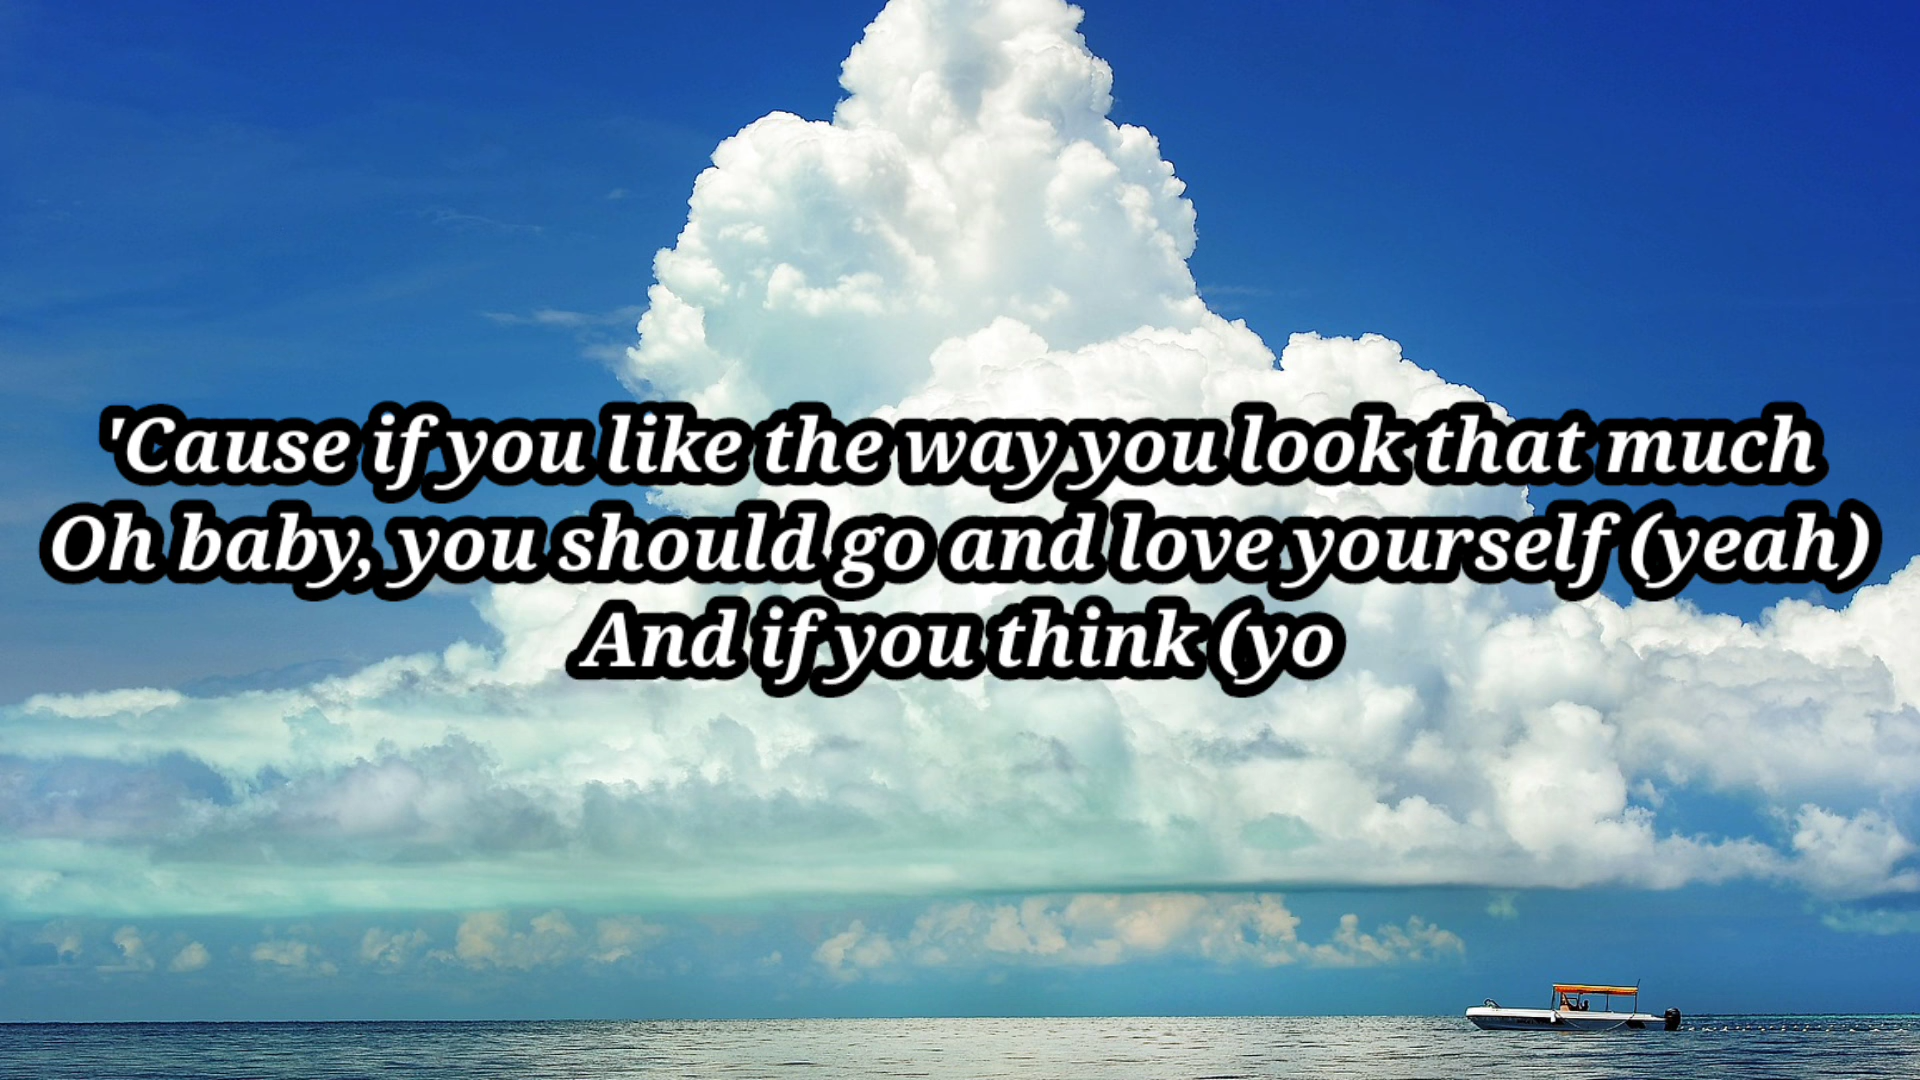 'Cause if you like the way you look that much
Oh baby, you should go and love yourself (yeah)
And if you think (yo